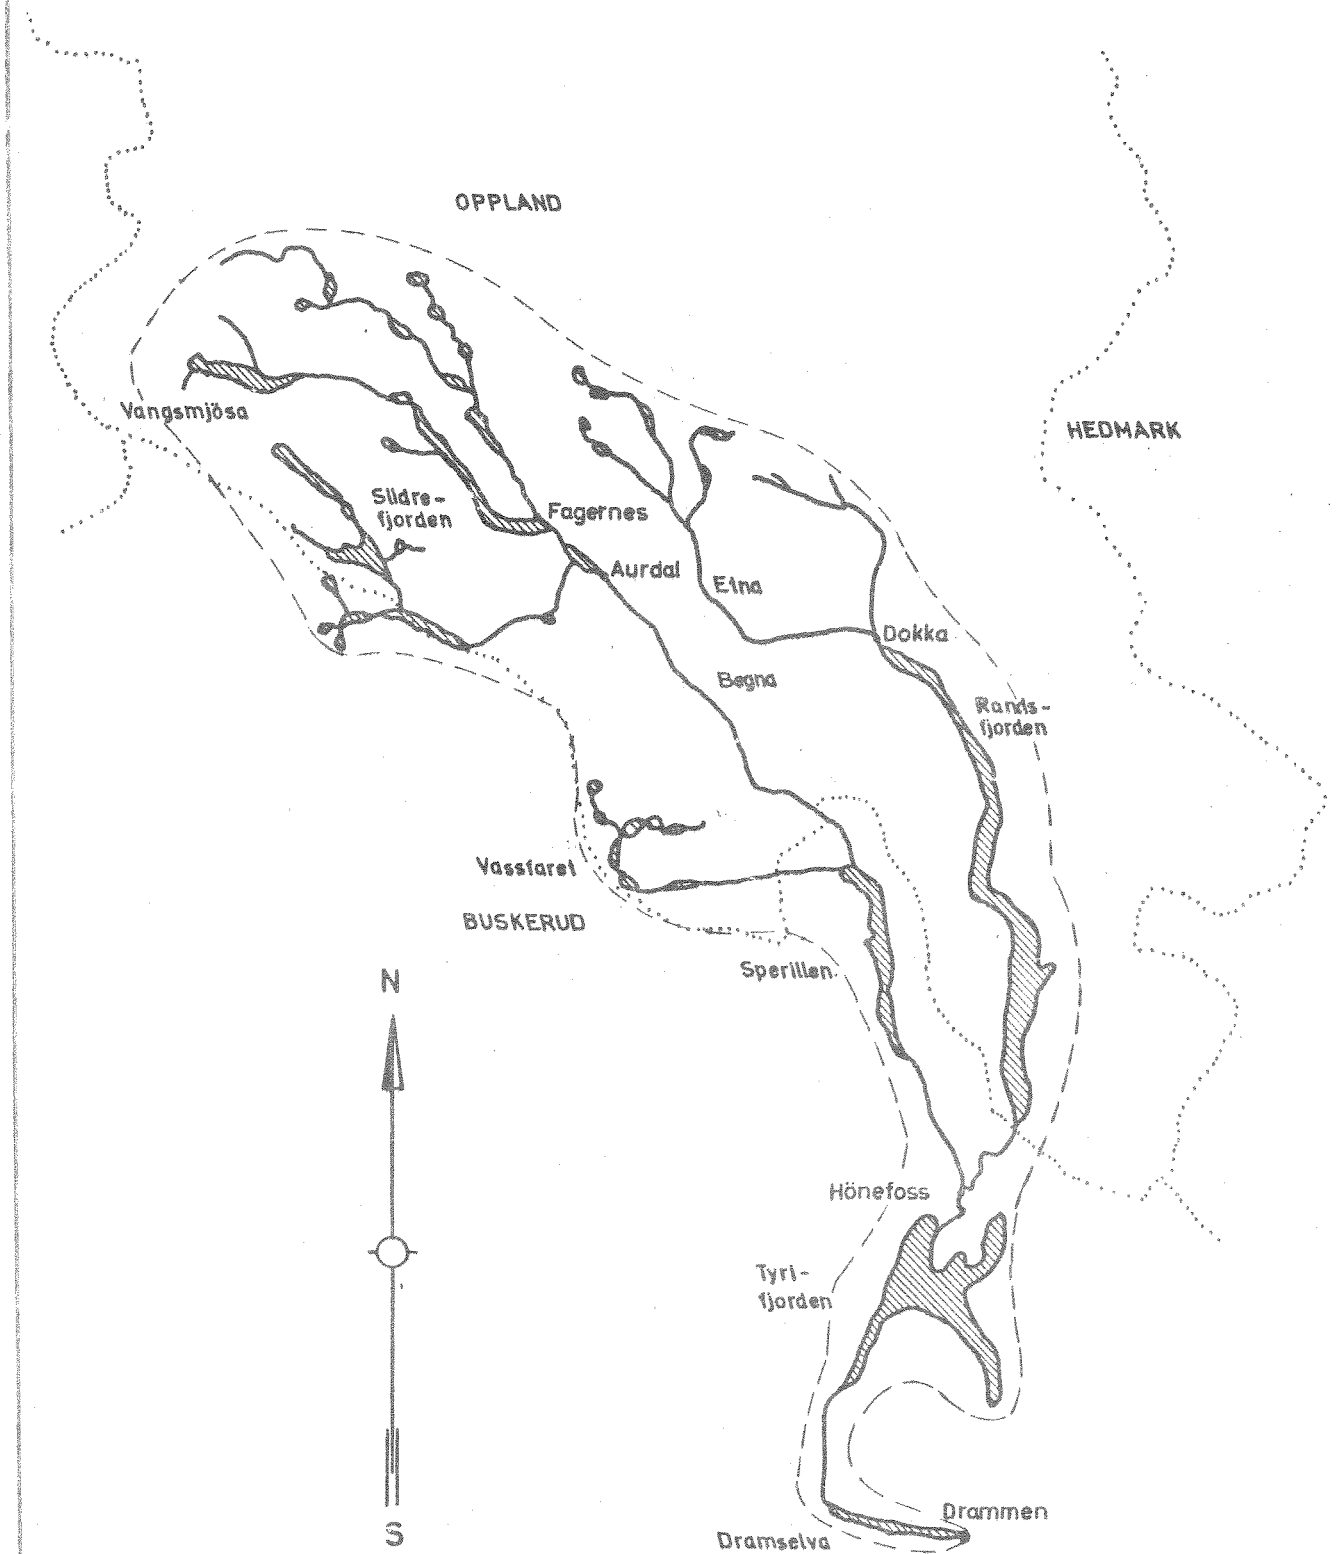 OPPLAND
Vangsmjösa
HEDMARK
Slidre-
fjorden
Fagernes
Aurdal
Etna
Dokka
Begna
Rands-
fjorden
Vassfaret
BUSKERUD
Sperillen
N
Hönefoss
Tyri-
fjorden
Drammen
Dramselva
S